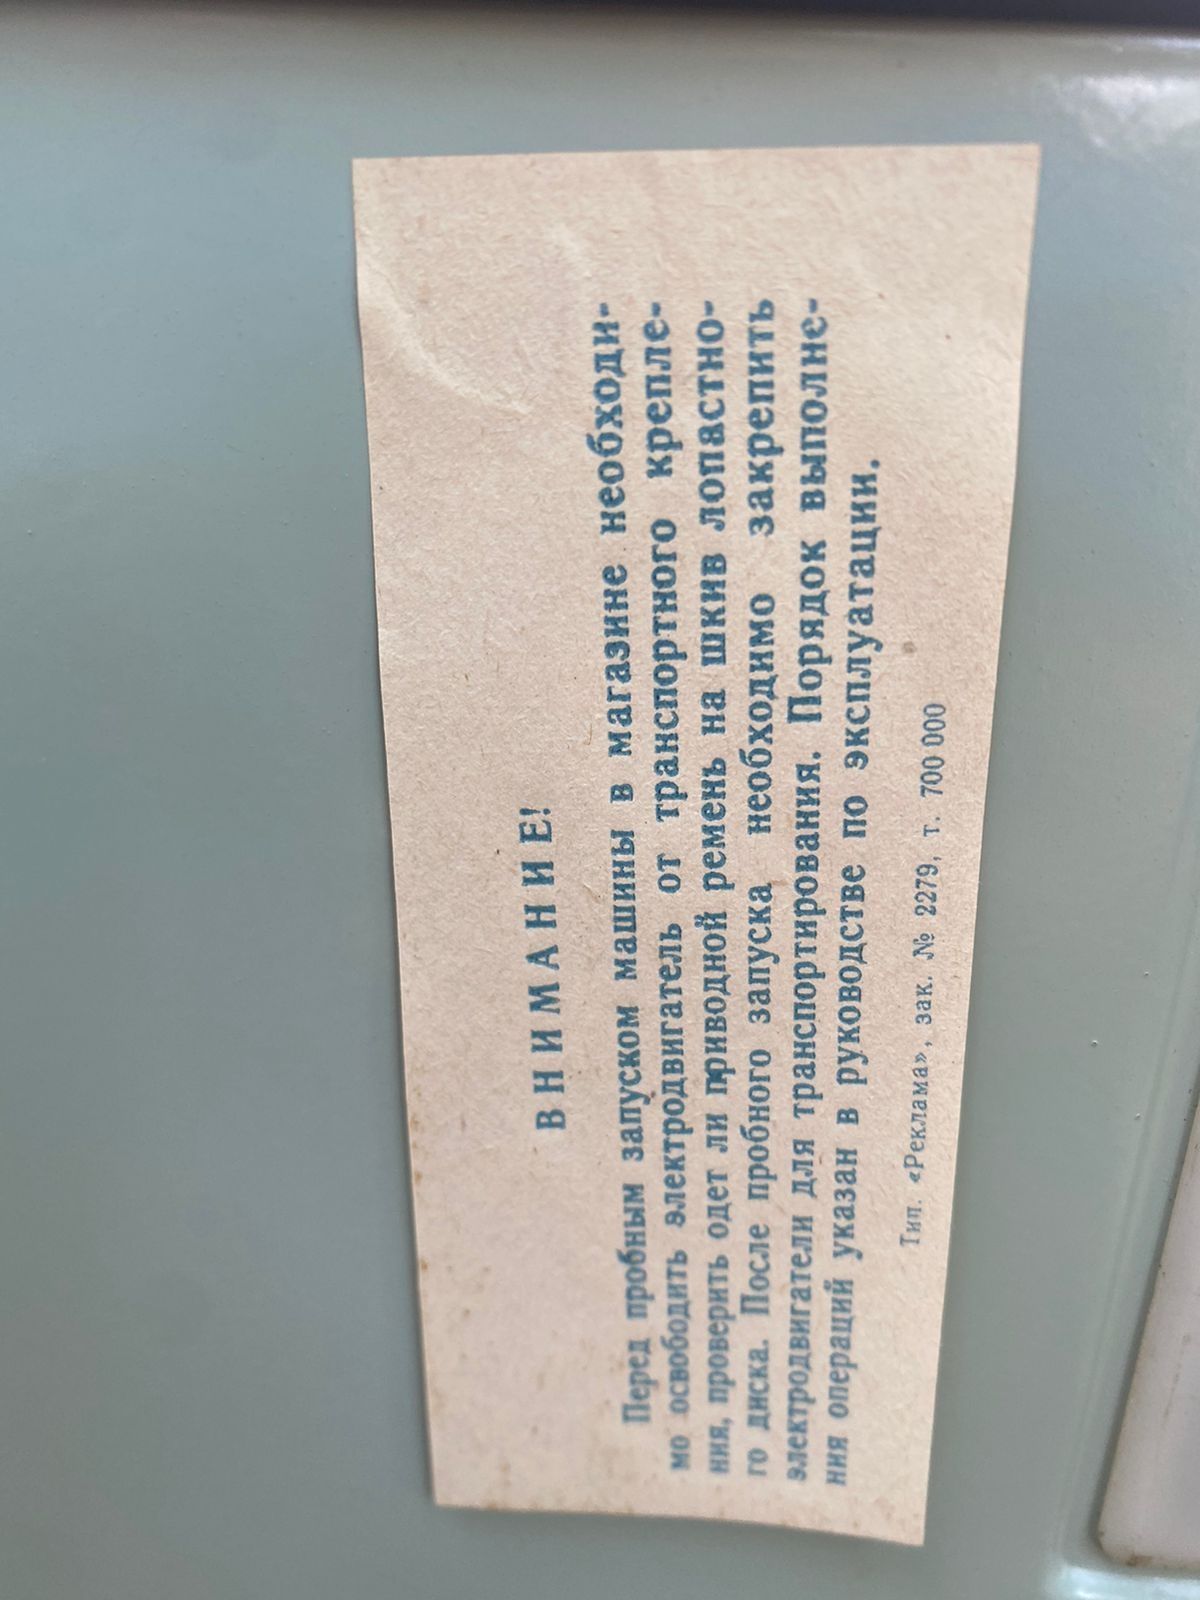 ВНИМАНИЕ!
Перед пробным запуском машины в магазине необходи-
мо освободить электродвигатель от транспортного крепле-
ния, проверить одет ли приводной ремень на шкив лопастно-
го диска. После пробного запуска необходимо закрепить
электродвигатели для транспортирования. Порядок выполне-
ния операций указан в руководстве по эксплуатации.
Тип. «Реклама», зак. № 2279, т. 700 000